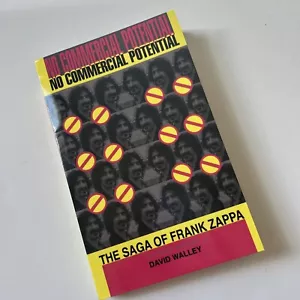 NO COMMERCIAL POTENTIAL
NO COMMERCIAL POTENTIAL
THE SAGA OF FRANK ZAPPA
DAVID WALLEY